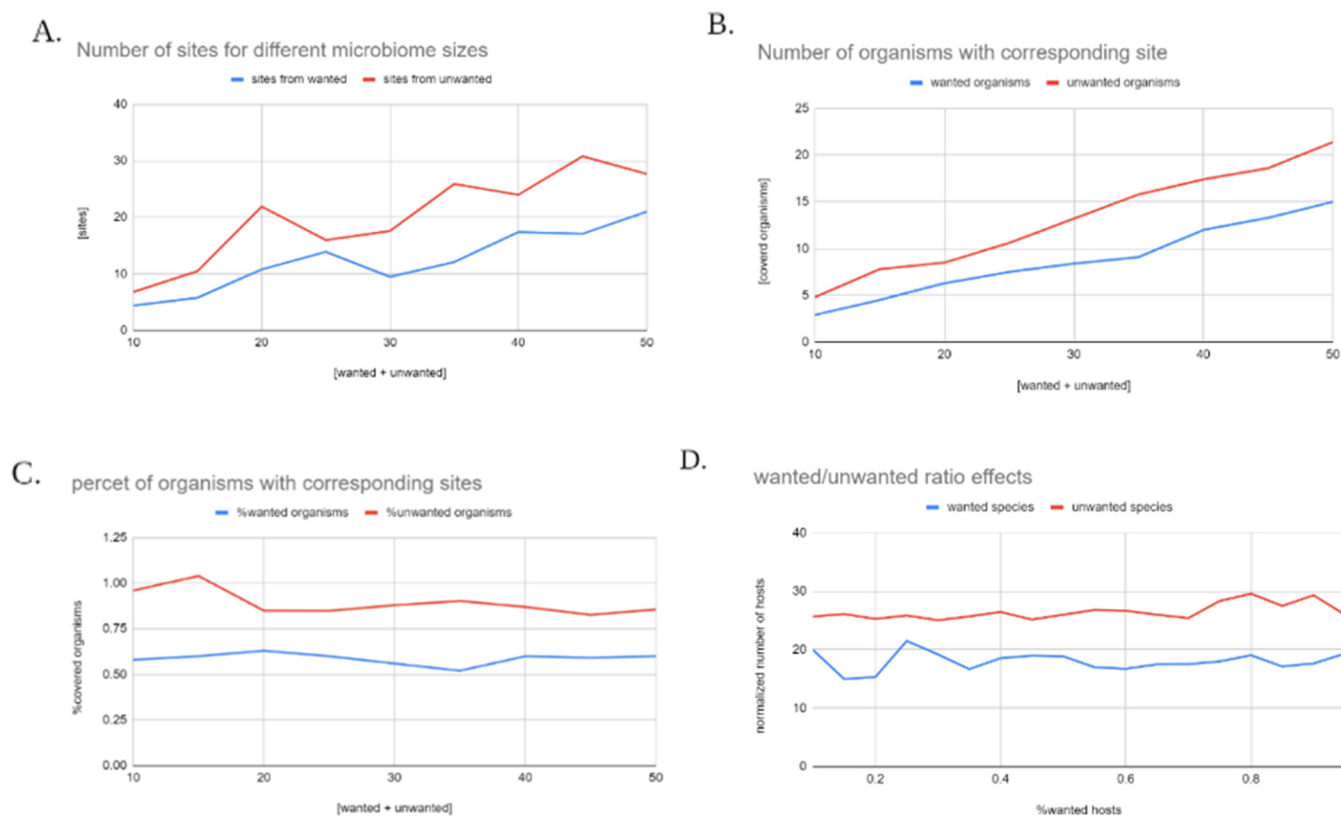 A.
Number of sites for different microbiome sizes
sites from wanted sites from unwanted
40
30
20
10
0
[sites]
10 20 30 40 50
[wanted + unwanted]
B.
Number of organisms with corresponding site
wanted organisms unwanted organisms
25
20
15
10
5
0
[coverd organisms]
10 20 30 40 50
[wanted + unwanted]
C.
percet of organisms with corresponding sites
%wanted organisms %unwanted organisms
1.25
1.00
0.75
0.50
0.25
0.00
%covered organisms
10 20 30 40 50
[wanted + unwanted]
D.
wanted/unwanted ratio effects
wanted species unwanted species
40
30
20
10
0
normalized number of hosts
0.2 0.4 0.6 0.8
%wanted hosts